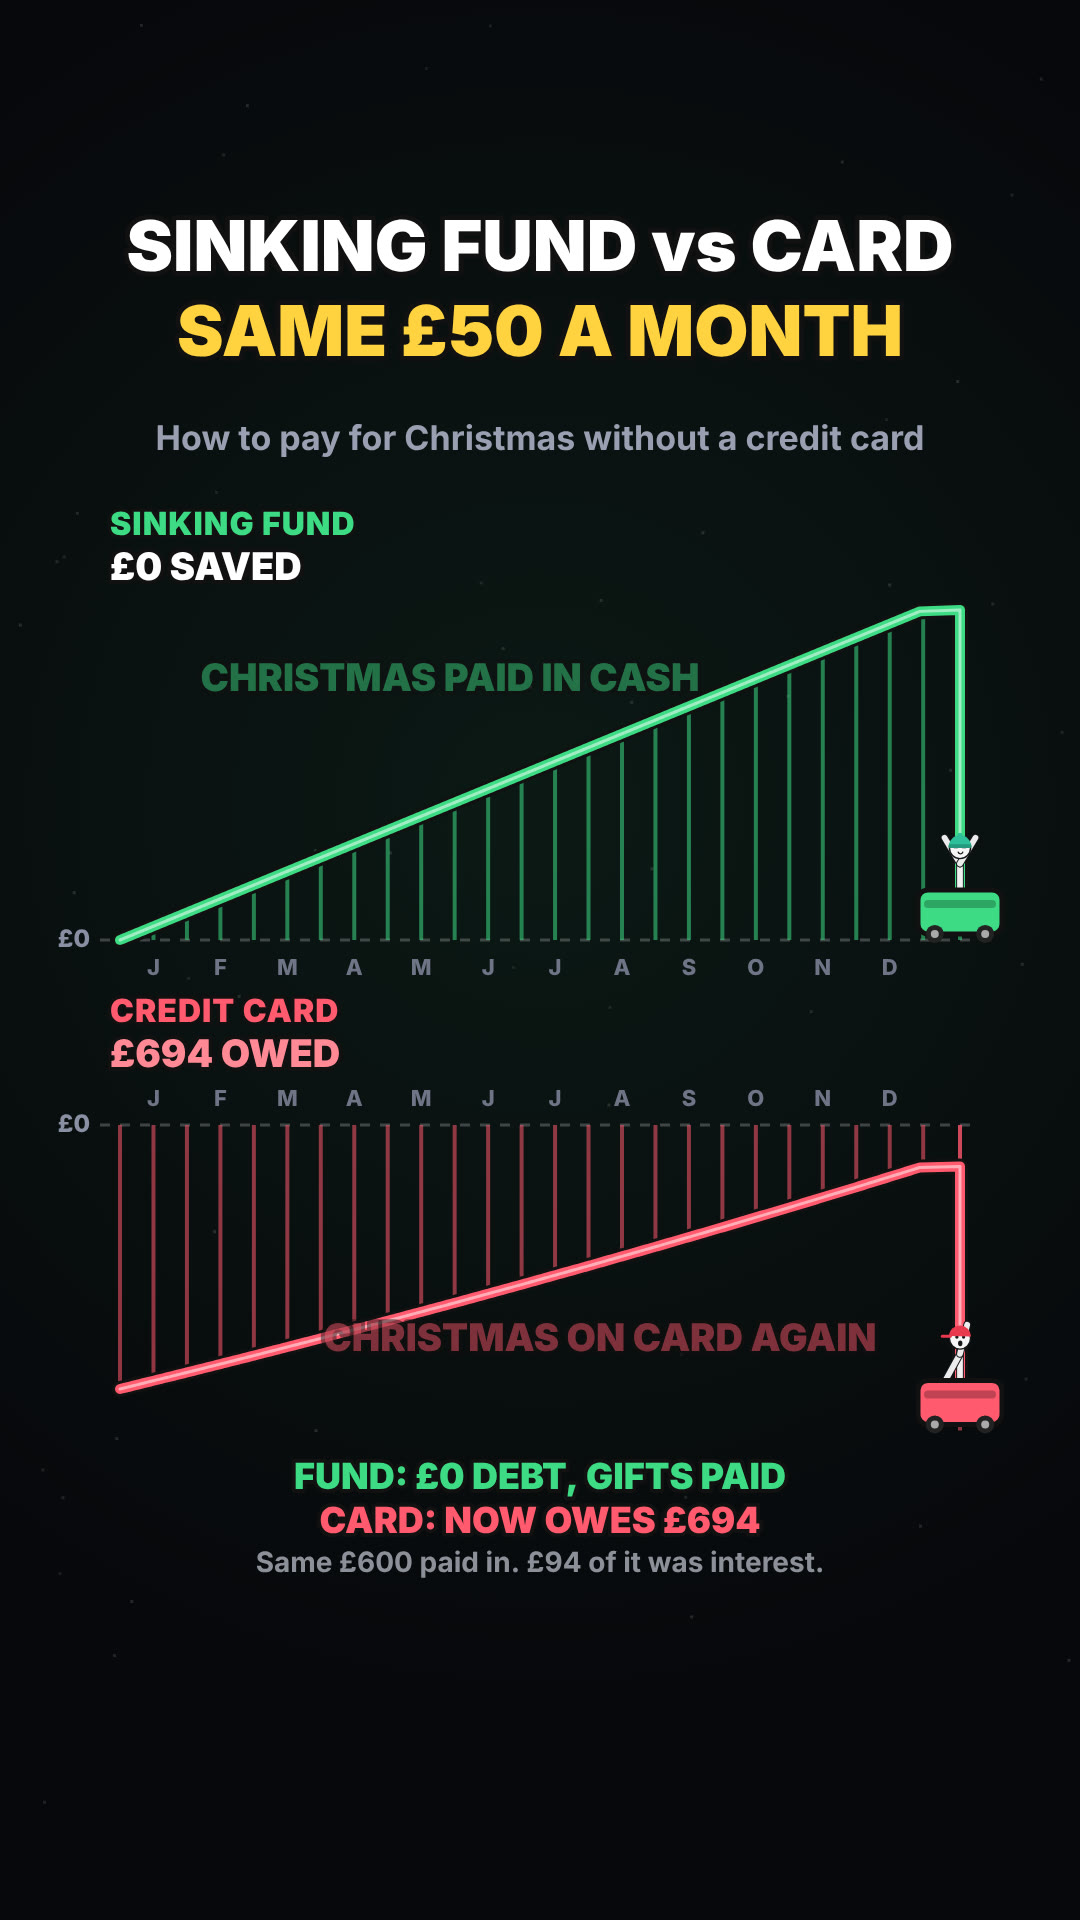 SINKING FUND vs CARD
SAME £50 A MONTH
How to pay for Christmas without a credit card
SINKING FUND
£0 SAVED
CHRISTMAS PAID IN CASH
£0
J F M A M J J A S O N D
CREDIT CARD
£694 OWED
J F M A M J J A S O N D
£0
CHRISTMAS ON CARD AGAIN
FUND: £0 DEBT, GIFTS PAID
CARD: NOW OWES £694
Same £600 paid in. £94 of it was interest.